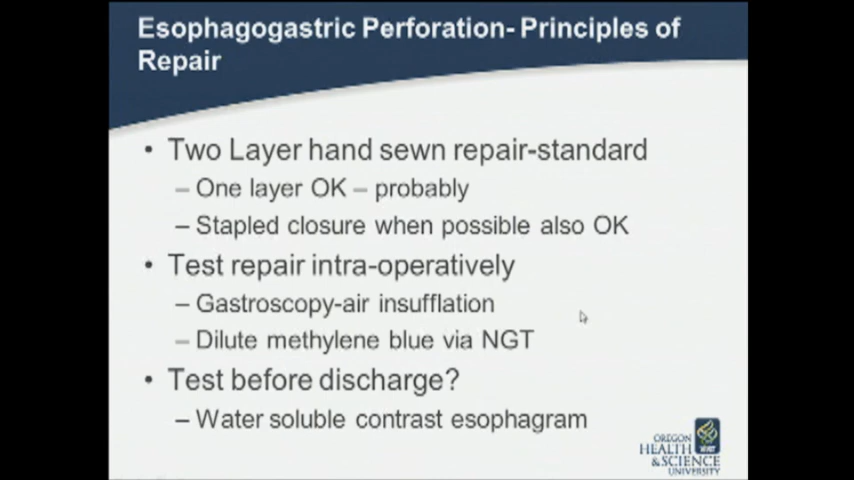 Esophagogastric Perforation- Principles of
Repair
• Two Layer hand sewn repair-standard
– One layer OK – probably
– Stapled closure when possible also OK
• Test repair intra-operatively
– Gastroscopy-air insufflation
– Dilute methylene blue via NGT
• Test before discharge?
– Water soluble contrast esophagram
OREGON
HEALTH
&SCIENCE
UNIVERSITY